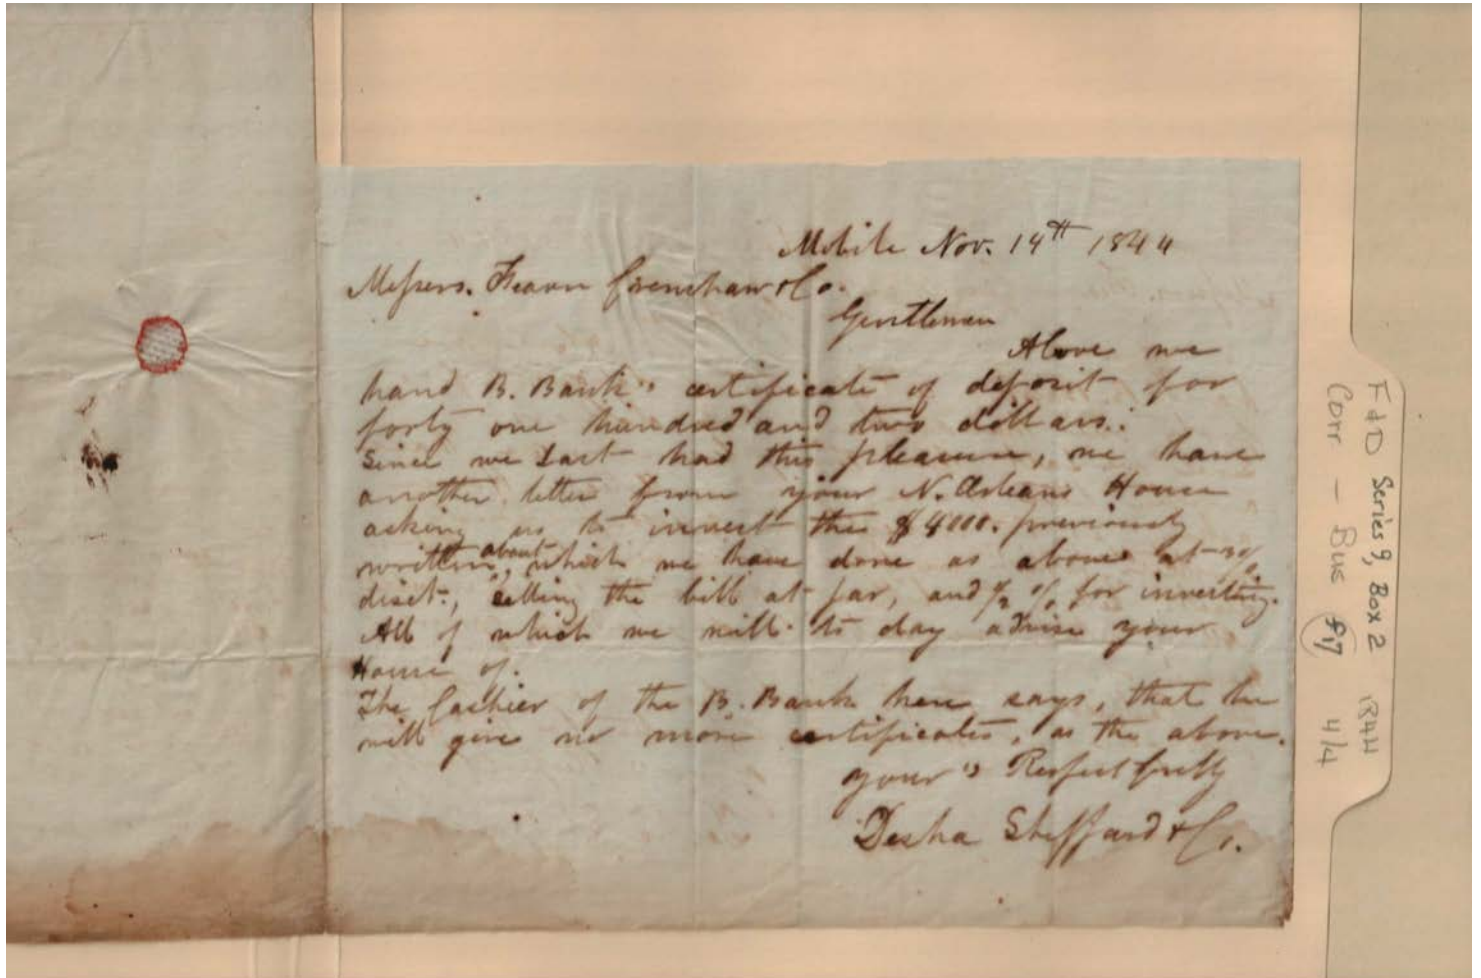 Mobile Nov. 14th 1844
Messers. Fearn Crenshaw & Co.
Gentlemen
Above we
hand B. Bank's certificate of deposit for
forty one hundred and two dollars.
Since we last had this pleasure, we have
another letter from your N. Orleans House
asking us to invest the $4000. previously
written about, which we have done as above at
disct., selling the bill at par, and ½ % for investing.
All of which we will to day advise your
House of.
The Cashier of the B. Bank here says, that he
will give no more certificates, as the above.
your's Respectfully
Desha Sheppard & Co.
F&D Series 9, Box 2 1844
Corr - Bus f17 4/4